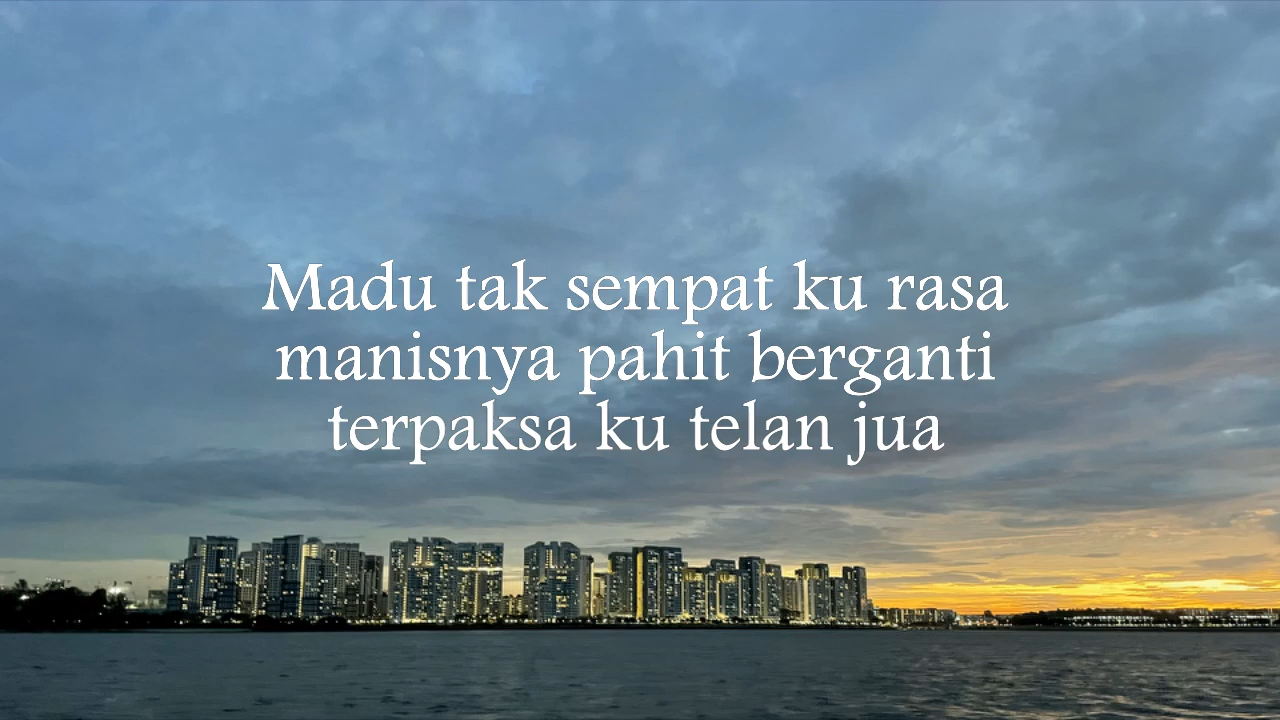 Madu tak sempat ku rasa
manisnya pahit berganti
terpaksa ku telan jua